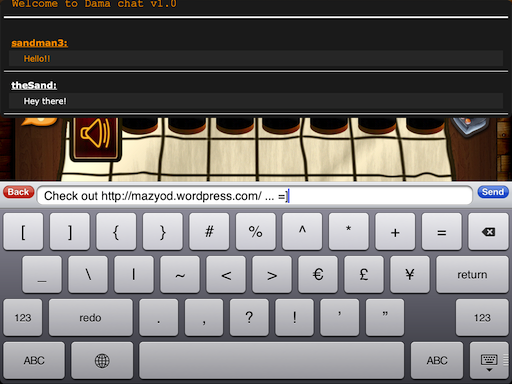 Welcome to Dama chat v1.0
sandman3:
Hello!!
theSand:
Hey there!
Back Check out http://mazyod.wordpress.com/ ... =] Send
[ ] { } # % ^ * + =
_ \ | ~ < > € £ ¥ return
123 redo . , ? ! ' " 123
ABC ABC